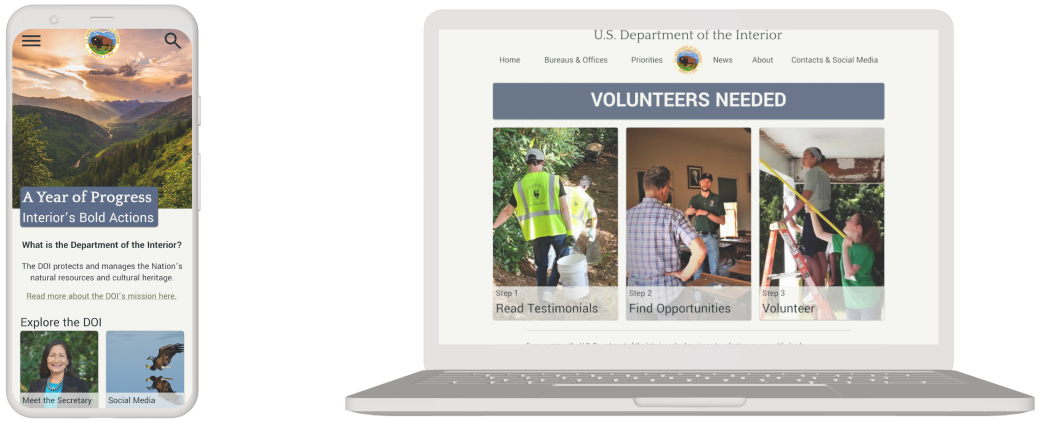 A Year of Progress
Interior's Bold Actions
What is the Department of the Interior?
The DOI protects and manages the Nation's
natural resources and cultural heritage.
Read more about the DOI's mission here.
Explore the DOI
Meet the Secretary
Social Media
U.S. Department of the Interior
Home
Bureaus & Offices
Priorities
News
About
Contacts & Social Media
VOLUNTEERS NEEDED
Step 1
Read Testimonials
Step 2
Find Opportunities
Step 3
Volunteer